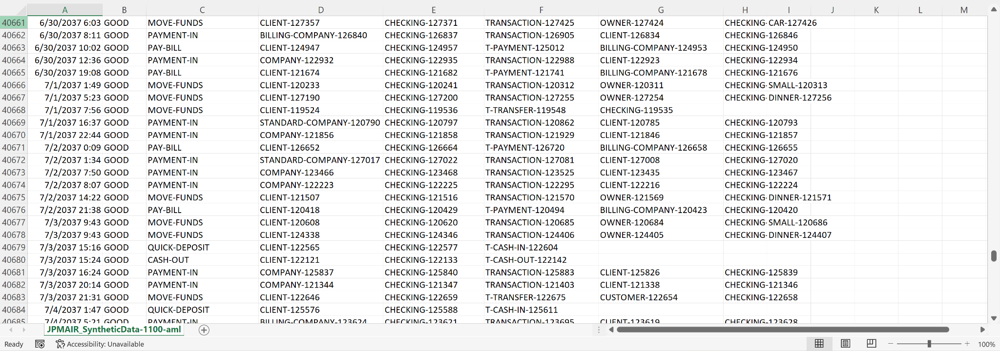 A B C D E F G H I J K L M
40661 6/30/2037 6:03 GOOD MOVE-FUNDS CLIENT-127357 CHECKING-127371 TRANSACTION-127425 OWNER-127424 CHECKING- CAR-127426
40662 6/30/2037 8:11 GOOD PAYMENT-IN BILLING-COMPANY-126840 CHECKING-126837 TRANSACTION-126905 CLIENT-126834 CHECKING-126846
40663 6/30/2037 10:02 GOOD PAY-BILL CLIENT-124947 CHECKING-124957 T-PAYMENT-125012 BILLING-COMPANY-124953 CHECKING-124950
40664 6/30/2037 12:36 GOOD PAYMENT-IN COMPANY-122932 CHECKING-122935 TRANSACTION-122988 CLIENT-122923 CHECKING-122934
40665 6/30/2037 19:08 GOOD PAY-BILL CLIENT-121674 CHECKING-121682 T-PAYMENT-121741 BILLING-COMPANY-121678 CHECKING-121676
40666 7/1/2037 1:49 GOOD MOVE-FUNDS CLIENT-120233 CHECKING-120241 TRANSACTION-120312 OWNER-120311 CHECKING- SMALL-120313
40667 7/1/2037 5:23 GOOD MOVE-FUNDS CLIENT-127190 CHECKING-127200 TRANSACTION-127255 OWNER-127254 CHECKING- DINNER-127256
40668 7/1/2037 7:56 GOOD MOVE-FUNDS CLIENT-119524 CHECKING-119536 T-TRANSFER-119548 CHECKING-119535
40669 7/1/2037 16:37 GOOD PAYMENT-IN STANDARD-COMPANY-120790 CHECKING-120797 TRANSACTION-120862 CLIENT-120785 CHECKING-120793
40670 7/1/2037 22:44 GOOD PAYMENT-IN COMPANY-121856 CHECKING-121858 TRANSACTION-121929 CLIENT-121846 CHECKING-121857
40671 7/2/2037 0:09 GOOD PAY-BILL CLIENT-126652 CHECKING-126664 T-PAYMENT-126720 BILLING-COMPANY-126658 CHECKING-126655
40672 7/2/2037 1:34 GOOD PAYMENT-IN STANDARD-COMPANY-127017 CHECKING-127022 TRANSACTION-127081 CLIENT-127008 CHECKING-127020
40673 7/2/2037 7:50 GOOD PAYMENT-IN COMPANY-123466 CHECKING-123468 TRANSACTION-123525 CLIENT-123435 CHECKING-123467
40674 7/2/2037 8:07 GOOD PAYMENT-IN COMPANY-122223 CHECKING-122225 TRANSACTION-122295 CLIENT-122216 CHECKING-122224
40675 7/2/2037 14:22 GOOD MOVE-FUNDS CLIENT-121507 CHECKING-121516 TRANSACTION-121570 OWNER-121569 CHECKING- DINNER-121571
40676 7/2/2037 21:38 GOOD PAY-BILL CLIENT-120418 CHECKING-120429 T-PAYMENT-120494 BILLING-COMPANY-120423 CHECKING-120420
40677 7/3/2037 9:43 GOOD MOVE-FUNDS CLIENT-120608 CHECKING-120620 TRANSACTION-120685 OWNER-120684 CHECKING- SMALL-120686
40678 7/3/2037 9:43 GOOD MOVE-FUNDS CLIENT-124338 CHECKING-124346 TRANSACTION-124406 OWNER-124405 CHECKING- DINNER-124407
40679 7/3/2037 15:16 GOOD QUICK-DEPOSIT CLIENT-122565 CHECKING-122577 T-CASH-IN-122604
40680 7/3/2037 15:24 GOOD CASH-OUT CLIENT-122121 CHECKING-122133 T-CASH-OUT-122142
40681 7/3/2037 16:24 GOOD PAYMENT-IN COMPANY-125837 CHECKING-125840 TRANSACTION-125883 CLIENT-125826 CHECKING-125839
40682 7/3/2037 20:14 GOOD PAYMENT-IN COMPANY-121344 CHECKING-121347 TRANSACTION-121403 CLIENT-121338 CHECKING-121346
40683 7/3/2037 21:31 GOOD MOVE-FUNDS CLIENT-122646 CHECKING-122659 T-TRANSFER-122675 CUSTOMER-122654 CHECKING-122658
40684 7/4/2037 1:47 GOOD QUICK-DEPOSIT CLIENT-125576 CHECKING-125588 T-CASH-IN-125611
40685 7/4/2037 5:21 GOOD PAYMENT-IN BILLING-COMPANY-123624 CHECKING-123621 TRANSACTION-123695 CLIENT-123619 CHECKING-123628
JPMAIR_SyntheticData-1100-aml
Ready Accessibility: Unavailable 100%